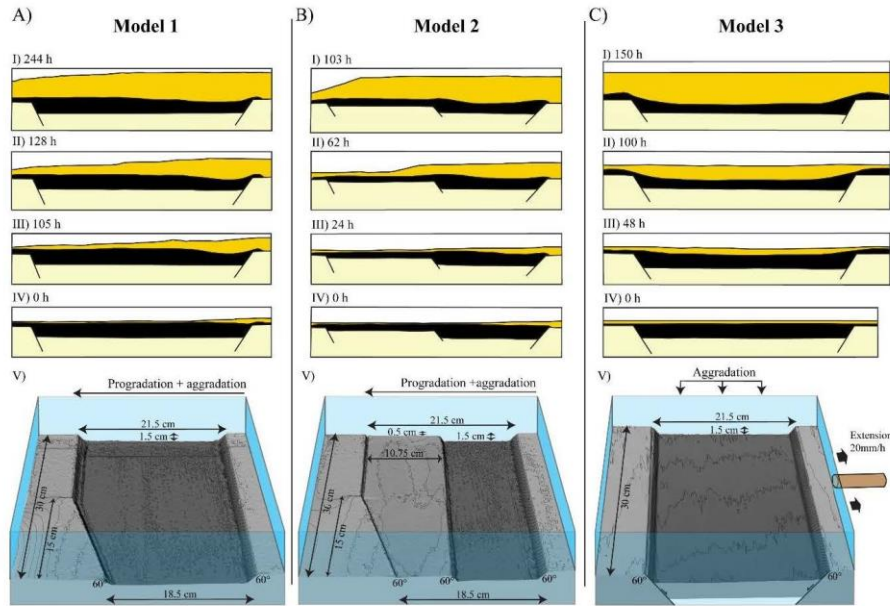 A)
Model 1
I) 244 h
II) 128 h
III) 105 h
IV) 0 h
V)
Progradation + aggradation
21.5 cm
1.5 cm
30 cm
15 cm
60°
18.5 cm
B)
Model 2
I) 103 h
II) 62 h
III) 24 h
IV) 0 h
V)
Progradation +aggradation
21.5 cm
0.5 cm
1.5 cm
10.75 cm
30 cm
15 cm
60°
60°
18.5 cm
C)
Model 3
I) 150 h
II) 100 h
III) 48 h
IV) 0 h
V)
Aggradation
21.5 cm
1.5 cm
Extension
20mm/h
30 cm
60°
60°